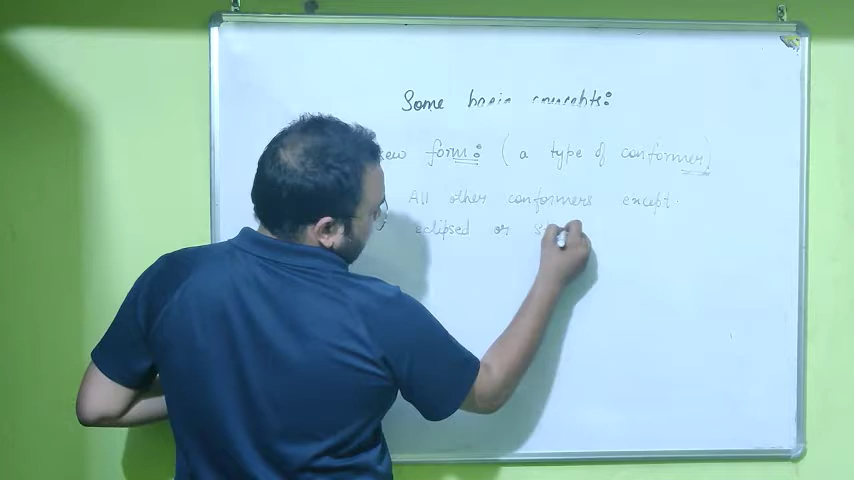 Some basic concepts:
form: (a type of conformer)
All other conformers except
eclipsed or